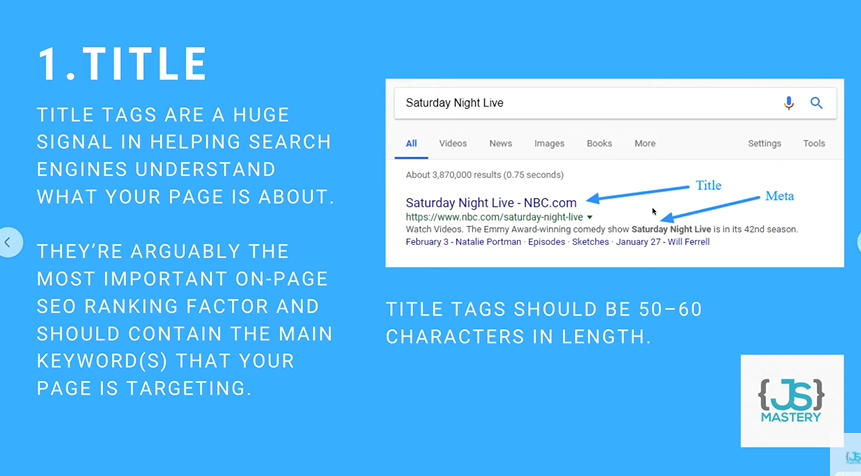 1.TITLE
TITLE TAGS ARE A HUGE
SIGNAL IN HELPING SEARCH
ENGINES UNDERSTAND
WHAT YOUR PAGE IS ABOUT.
THEY’RE ARGUABLY THE
MOST IMPORTANT ON-PAGE
SEO RANKING FACTOR AND
SHOULD CONTAIN THE MAIN
KEYWORD(S) THAT YOUR
PAGE IS TARGETING.
Saturday Night Live
All Videos News Images Books More Settings Tools
About 3,870,000 results (0.75 seconds)
Saturday Night Live - NBC.com
Title
https://www.nbc.com/saturday-night-live
Meta
Watch Videos. The Emmy Award-winning comedy show Saturday Night Live is in its 42nd season.
February 3 - Natalie Portman · Episodes · Sketches · January 27 - Will Ferrell
TITLE TAGS SHOULD BE 50–60
CHARACTERS IN LENGTH.
{JS}
MASTERY
JS